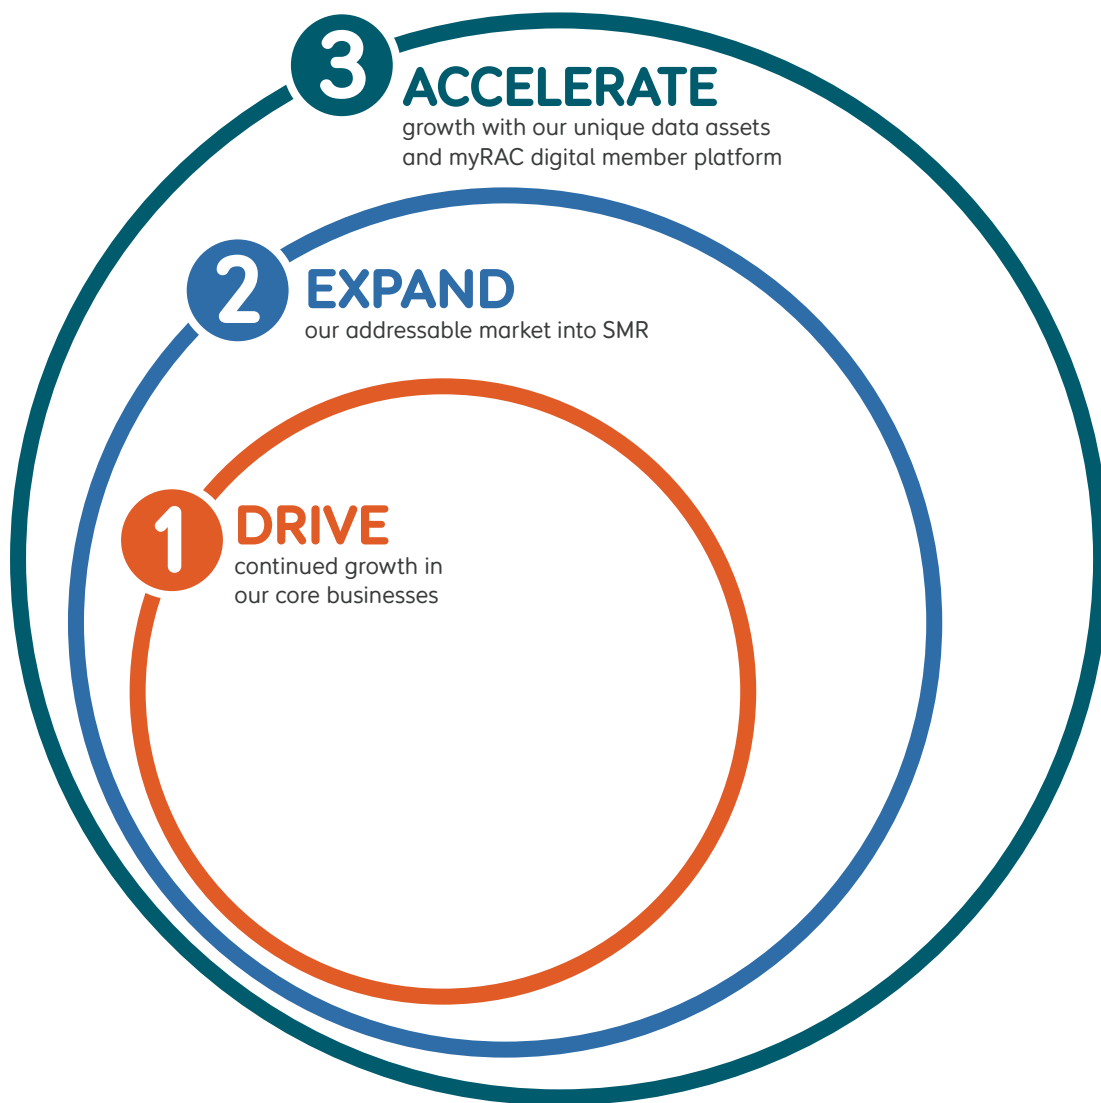 3
ACCELERATE
growth with our unique data assets
and myRAC digital member platform
2
EXPAND
our addressable market into SMR
1
DRIVE
continued growth in
our core businesses